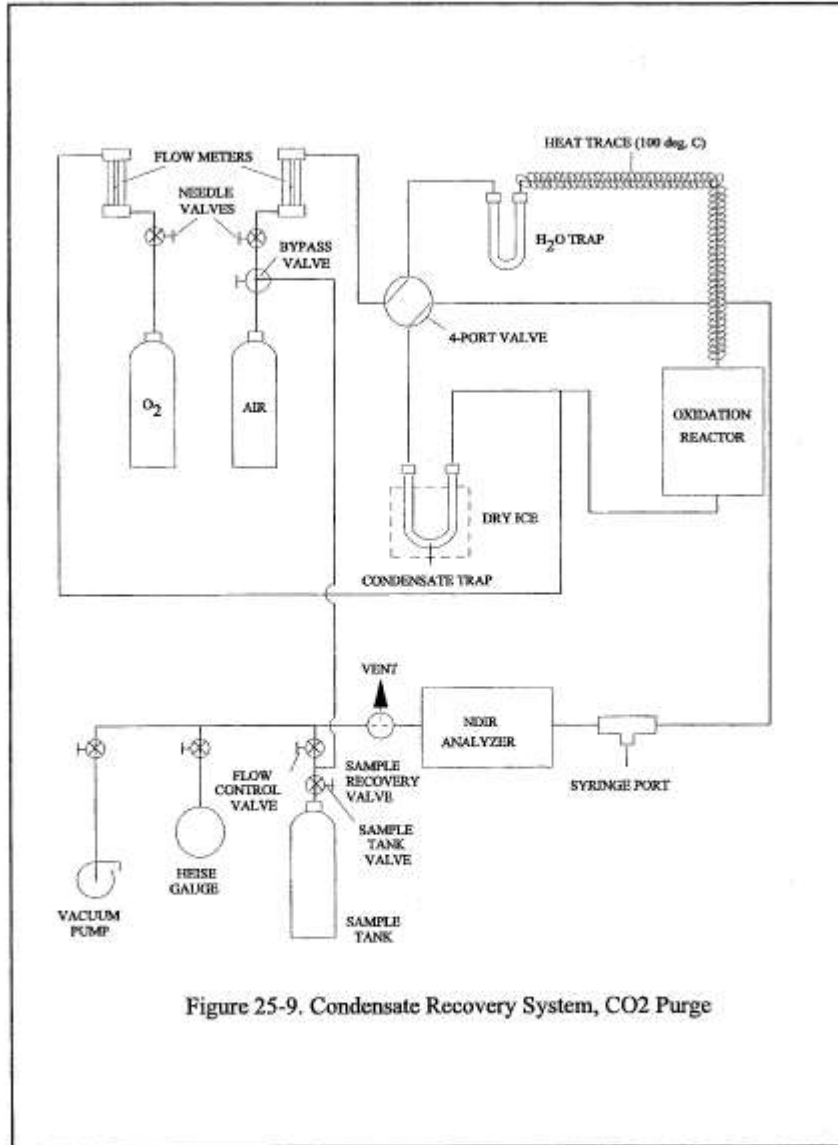 HEAT TRACE (100 deg, C)
FLOW METERS
NEEDLE
VALVES
H2O TRAP
BYPASS
VALVE
4-PORT VALVE
O2
AIR
OXIDATION
REACTOR
DRY ICE
CONDENSATE TRAP
VENT
NDIR
ANALYZER
FLOW
CONTROL
VALVE
SAMPLE
RECOVERY
VALVE
SYRINGE PORT
SAMPLE
TANK
VALVE
HEISE
GAUGE
VACUUM
PUMP
SAMPLE
TANK
Figure 25-9. Condensate Recovery System, CO2 Purge